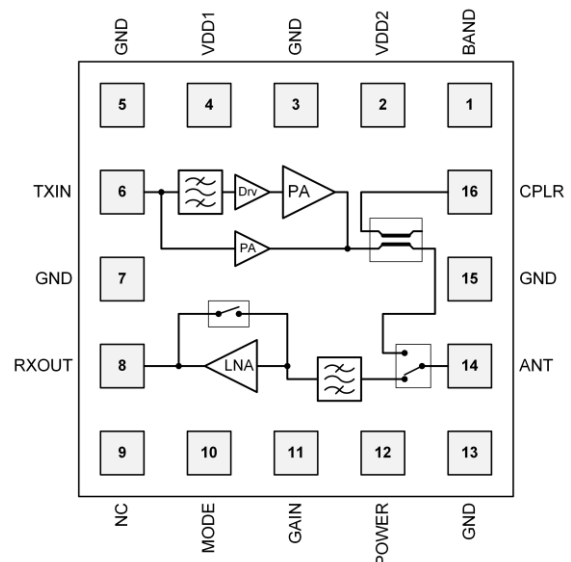 GND VDD1 GND VDD2 BAND
5 4 3 2 1
TXIN 6 Drv PA 16 CPLR
PA
GND 7 15 GND
RXOUT 8 LNA 14 ANT
9 10 11 12 13
NC MODE GAIN POWER GND